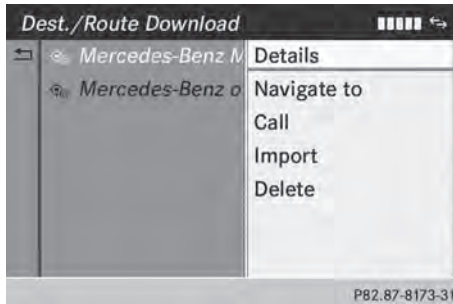 Dest./Route Download
Mercedes-Benz M
Mercedes-Benz o
Details
Navigate to
Call
Import
Delete
P82.87-8173-31